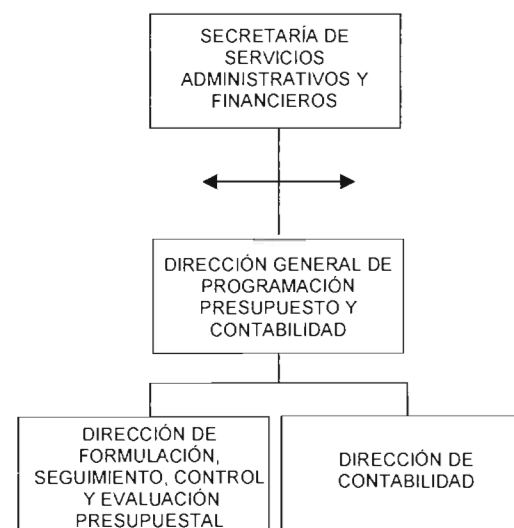 SECRETARÍA DE
SERVICIOS
ADMINISTRATIVOS Y
FINANCIEROS
DIRECCIÓN GENERAL DE
PROGRAMACIÓN
PRESUPUESTO Y
CONTABILIDAD
DIRECCIÓN DE
FORMULACIÓN,
SEGUIMIENTO, CONTROL
Y EVALUACIÓN
PRESUPUESTAL
DIRECCIÓN DE
CONTABILIDAD